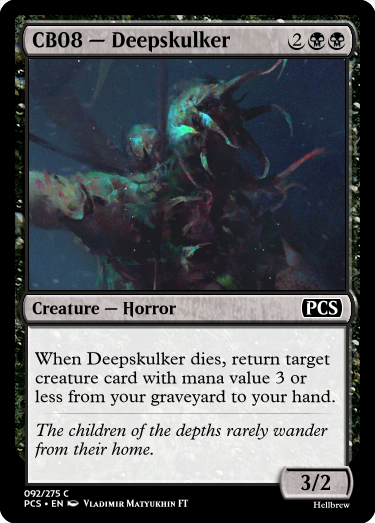 CB08 — Deepskulker 2
Creature — Horror PCS
When Deepskulker dies, return target
creature card with mana value 3 or
less from your graveyard to your hand.
The children of the depths rarely wander
from their home.
3/2
092/275 C
PCS • EN Vladimir Matyukhin FT
Hellbrew